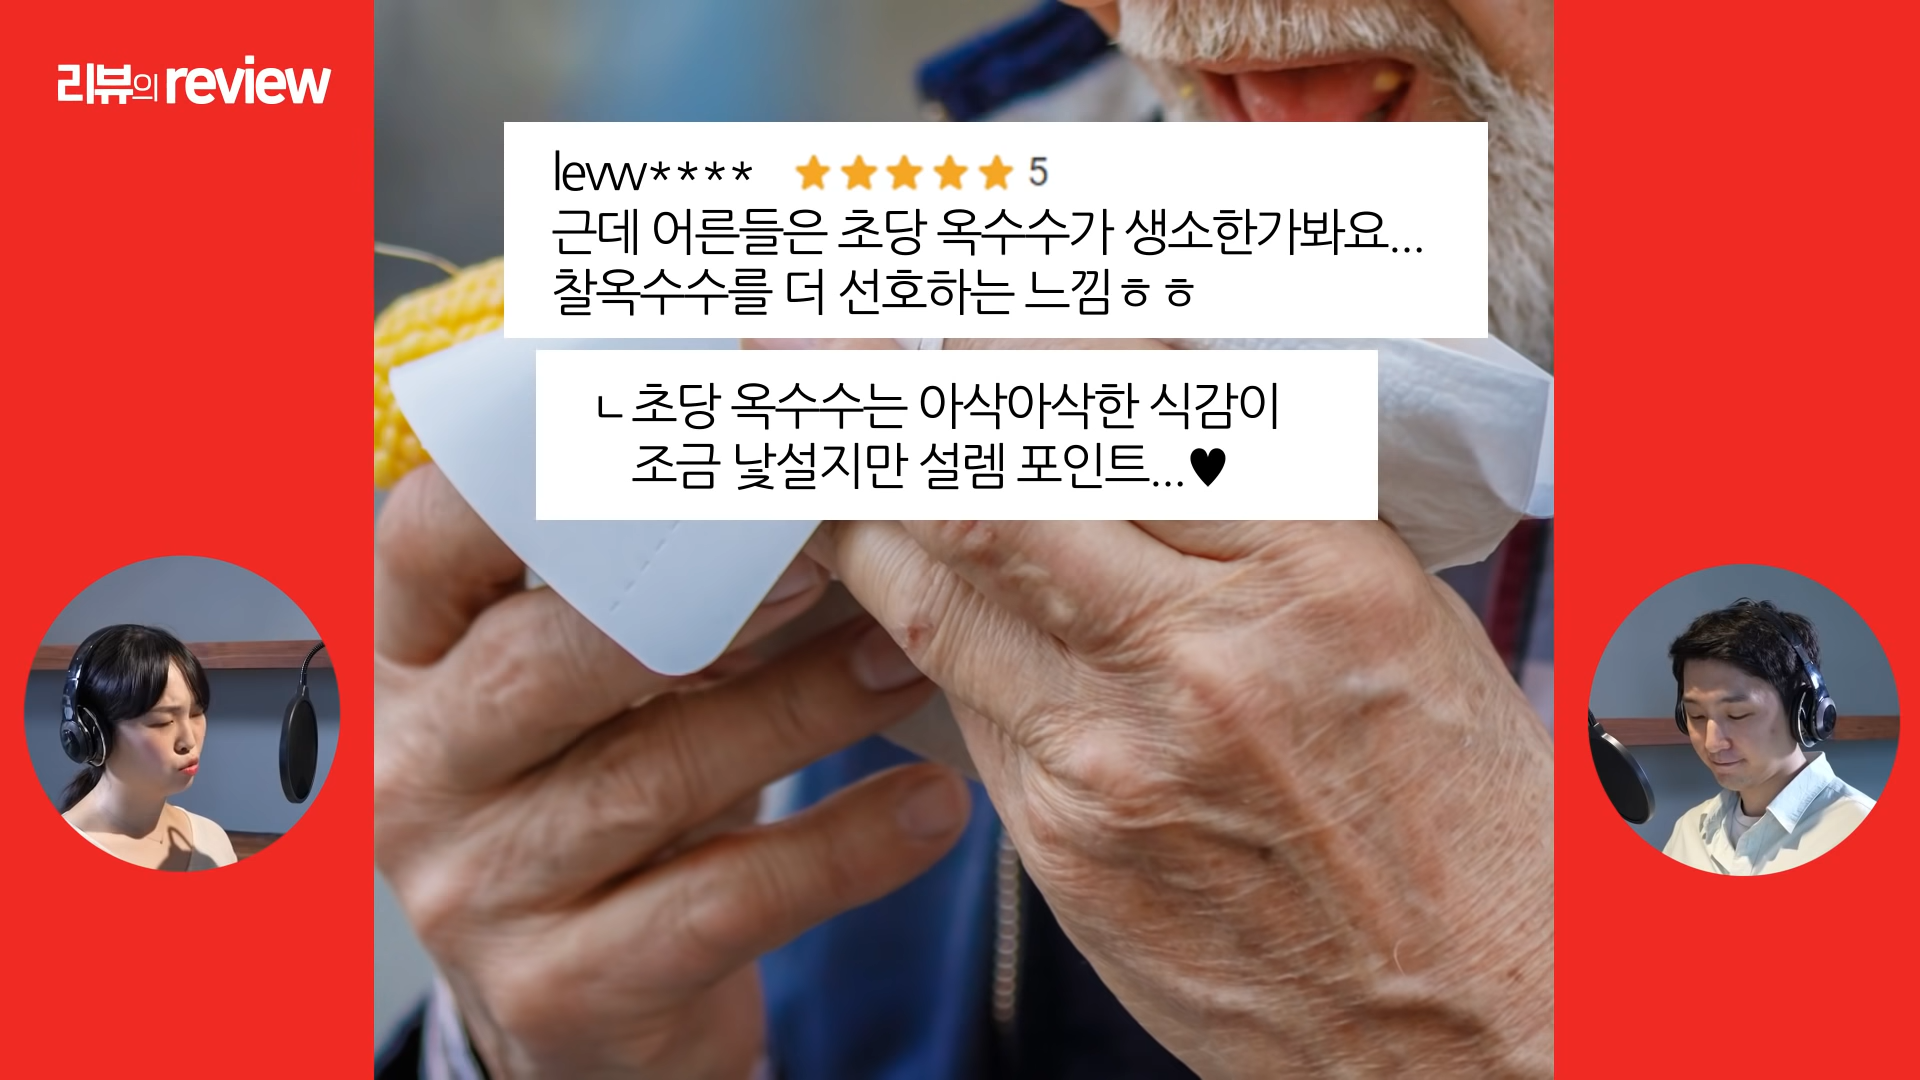 리뷰의 review
levw**** ★★★★★ 5
근데 어른들은 초당 옥수수가 생소한가봐요...
찰옥수수를 더 선호하는 느낌ㅎㅎ
ㄴ초당 옥수수는 아삭아삭한 식감이
조금 낯설지만 설렘 포인트...♥